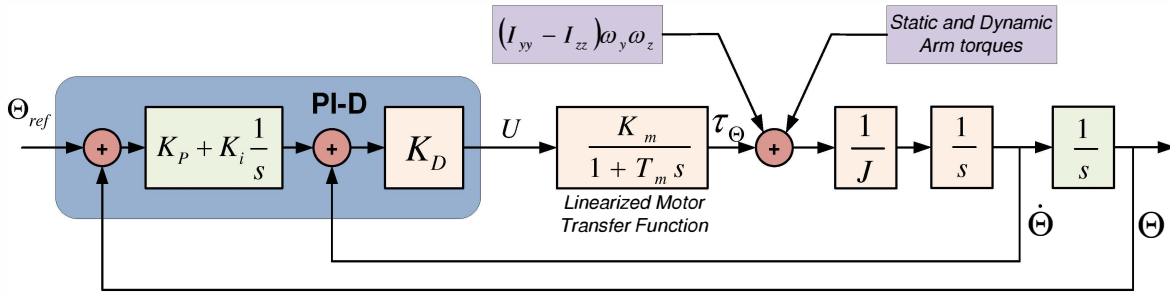 (I_yy − I_zz)ω_y ω_z
Static and Dynamic
Arm torques
Θ_ref
PI-D
+
K_P + K_i 1/s
+
K_D
U
K_m / 1 + T_m s
τ_Θ
+
1/J
1/s
1/s
Linearized Motor
Transfer Function
Θ̇
Θ